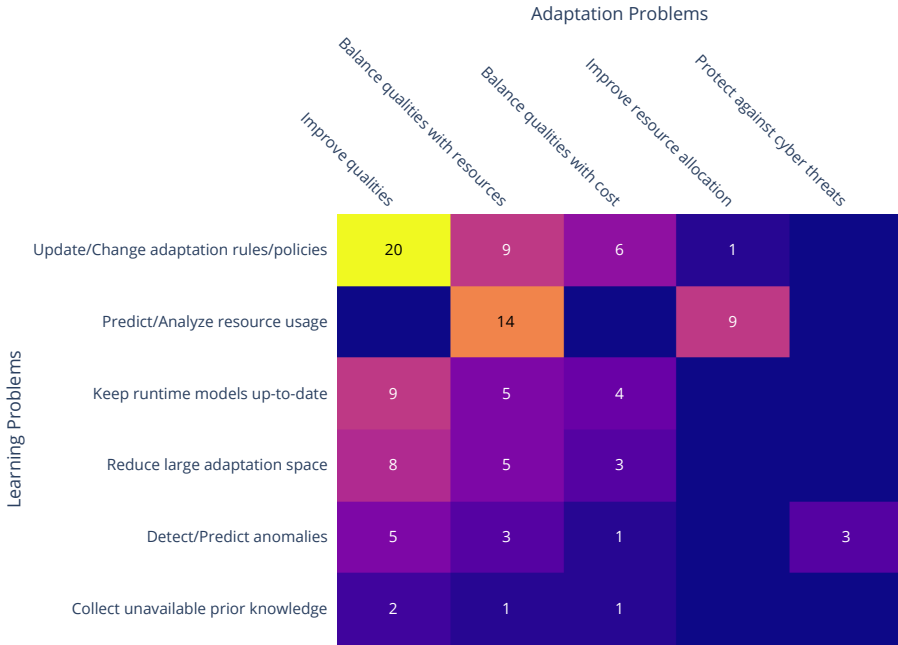 Adaptation Problems
Improve qualities
Balance qualities with resources
Balance qualities with cost
Improve resource allocation
Protect against cyber threats
Learning Problems
Update/Change adaptation rules/policies 20 9 6 1
Predict/Analyze resource usage 14 9
Keep runtime models up-to-date 9 5 4
Reduce large adaptation space 8 5 3
Detect/Predict anomalies 5 3 1 3
Collect unavailable prior knowledge 2 1 1